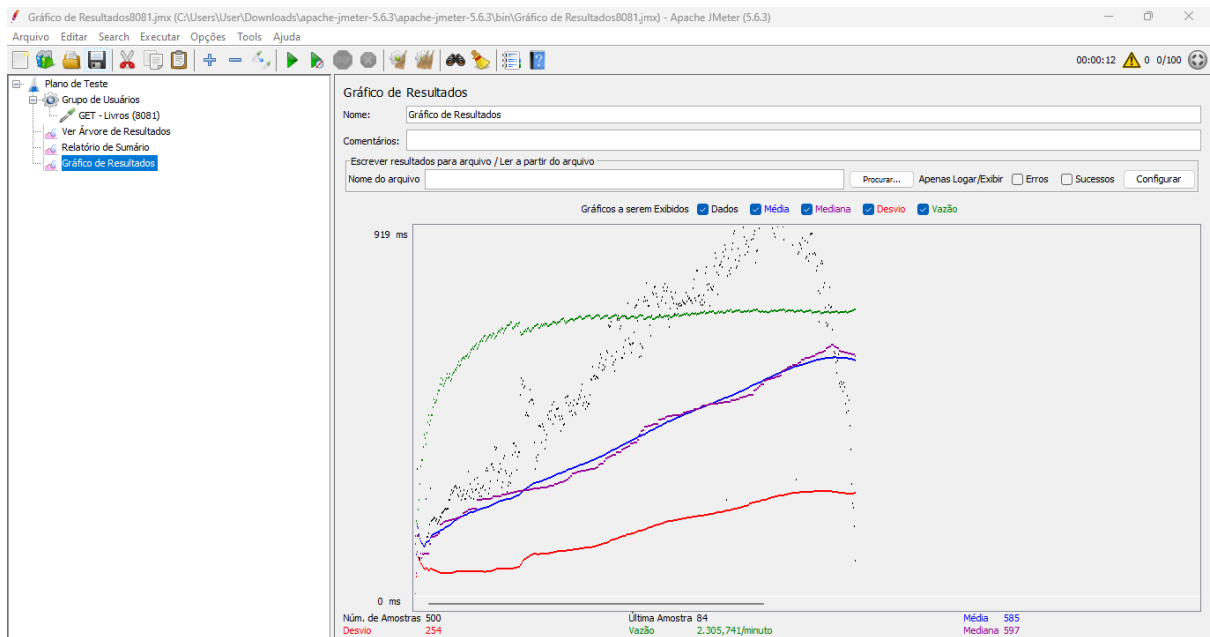 Gráfico de Resultados8081.jmx (C:\Users\User\Downloads\apache-jmeter-5.6.3\apache-jmeter-5.6.3\bin\Gráfico de Resultados8081.jmx) - Apache JMeter (5.6.3)
Arquivo Editar Search Executar Opções Tools Ajuda
00:00:12 0 0/100
Plano de Teste
Grupo de Usuários
GET - Livros (8081)
Ver Árvore de Resultados
Relatório de Sumário
Gráfico de Resultados
Gráfico de Resultados
Nome: Gráfico de Resultados
Comentários:
Escrever resultados para arquivo / Ler a partir do arquivo
Nome do arquivo Procurar... Apenas Logar/Exibir Erros Sucessos Configurar
Gráficos a serem Exibidos Dados Média Mediana Desvio Vazão
919 ms
0 ms
Núm. de Amostras 500 Última Amostra 84 Média 585
Desvio 254 Vazão 2.305,741/minuto Mediana 597